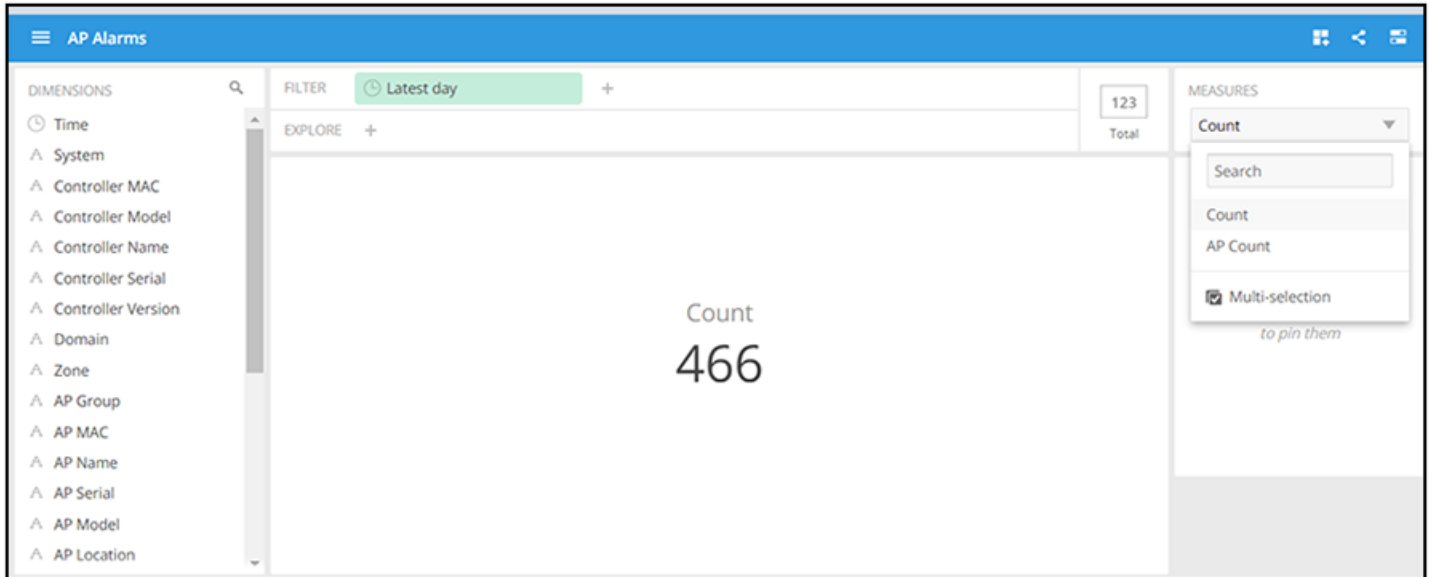 AP Alarms
DIMENSIONS
Time
System
Controller MAC
Controller Model
Controller Name
Controller Serial
Controller Version
Domain
Zone
AP Group
AP MAC
AP Name
AP Serial
AP Model
AP Location
FILTER
Latest day
+
EXPLORE +
123
Total
Count
466
MEASURES
Count
Search
Count
AP Count
Multi-selection
to pin them